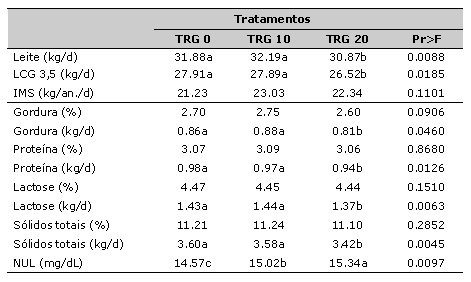 Tratamentos
TRG 0 TRG 10 TRG 20 Pr>F
Leite (kg/d) 31.88a 32.19a 30.87b 0.0088
LCG 3,5 (kg/d) 27.91a 27.89a 26.52b 0.0185
IMS (kg/an./d) 21.23 23.03 22.34 0.1101
Gordura (%) 2.70 2.75 2.60 0.0906
Gordura (kg/d) 0.86a 0.88a 0.81b 0.0460
Proteína (%) 3.07 3.09 3.06 0.8680
Proteína (kg/d) 0.98a 0.97a 0.94b 0.0126
Lactose (%) 4.47 4.45 4.44 0.1510
Lactose (kg/d) 1.43a 1.44a 1.37b 0.0063
Sólidos totais (%) 11.21 11.24 11.10 0.2852
Sólidos totais (kg/d) 3.60a 3.58a 3.42b 0.0045
NUL (mg/dL) 14.57c 15.02b 15.34a 0.0097